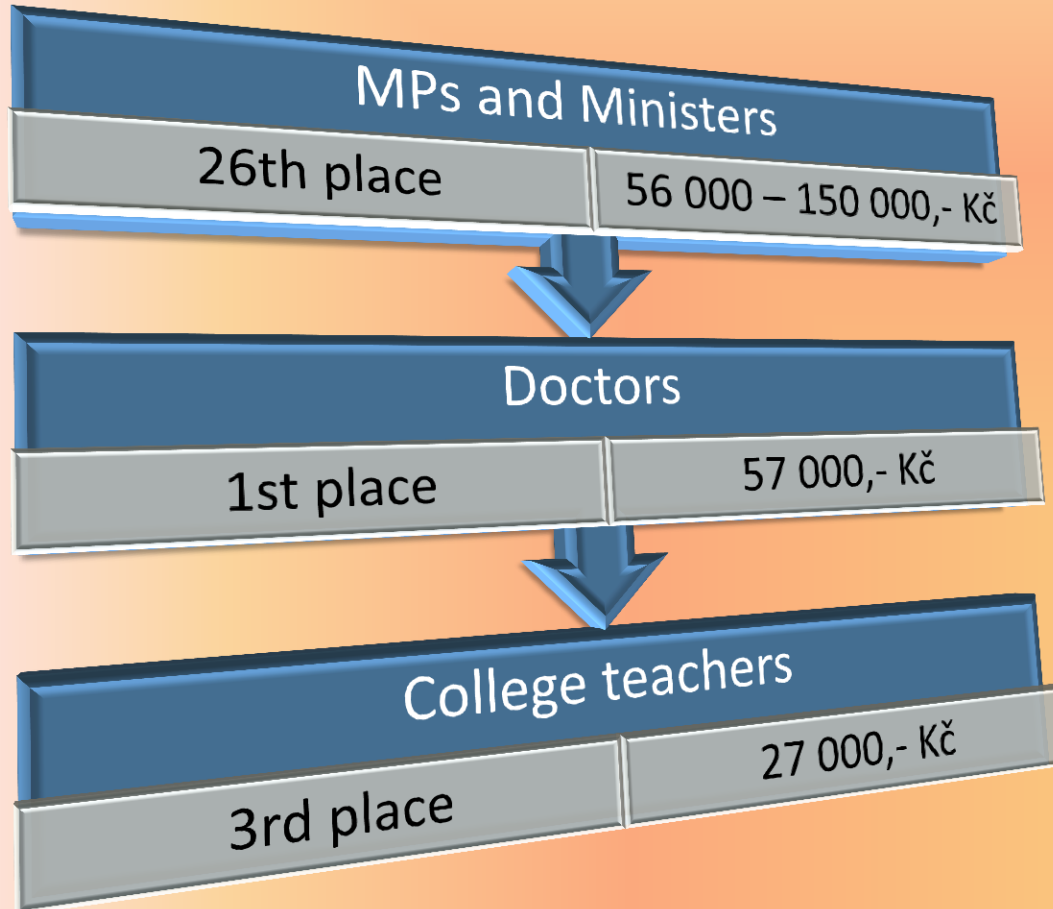 MPs and Ministers
26th place
56 000 – 150 000,- Kč
Doctors
1st place
57 000,- Kč
College teachers
3rd place
27 000,- Kč